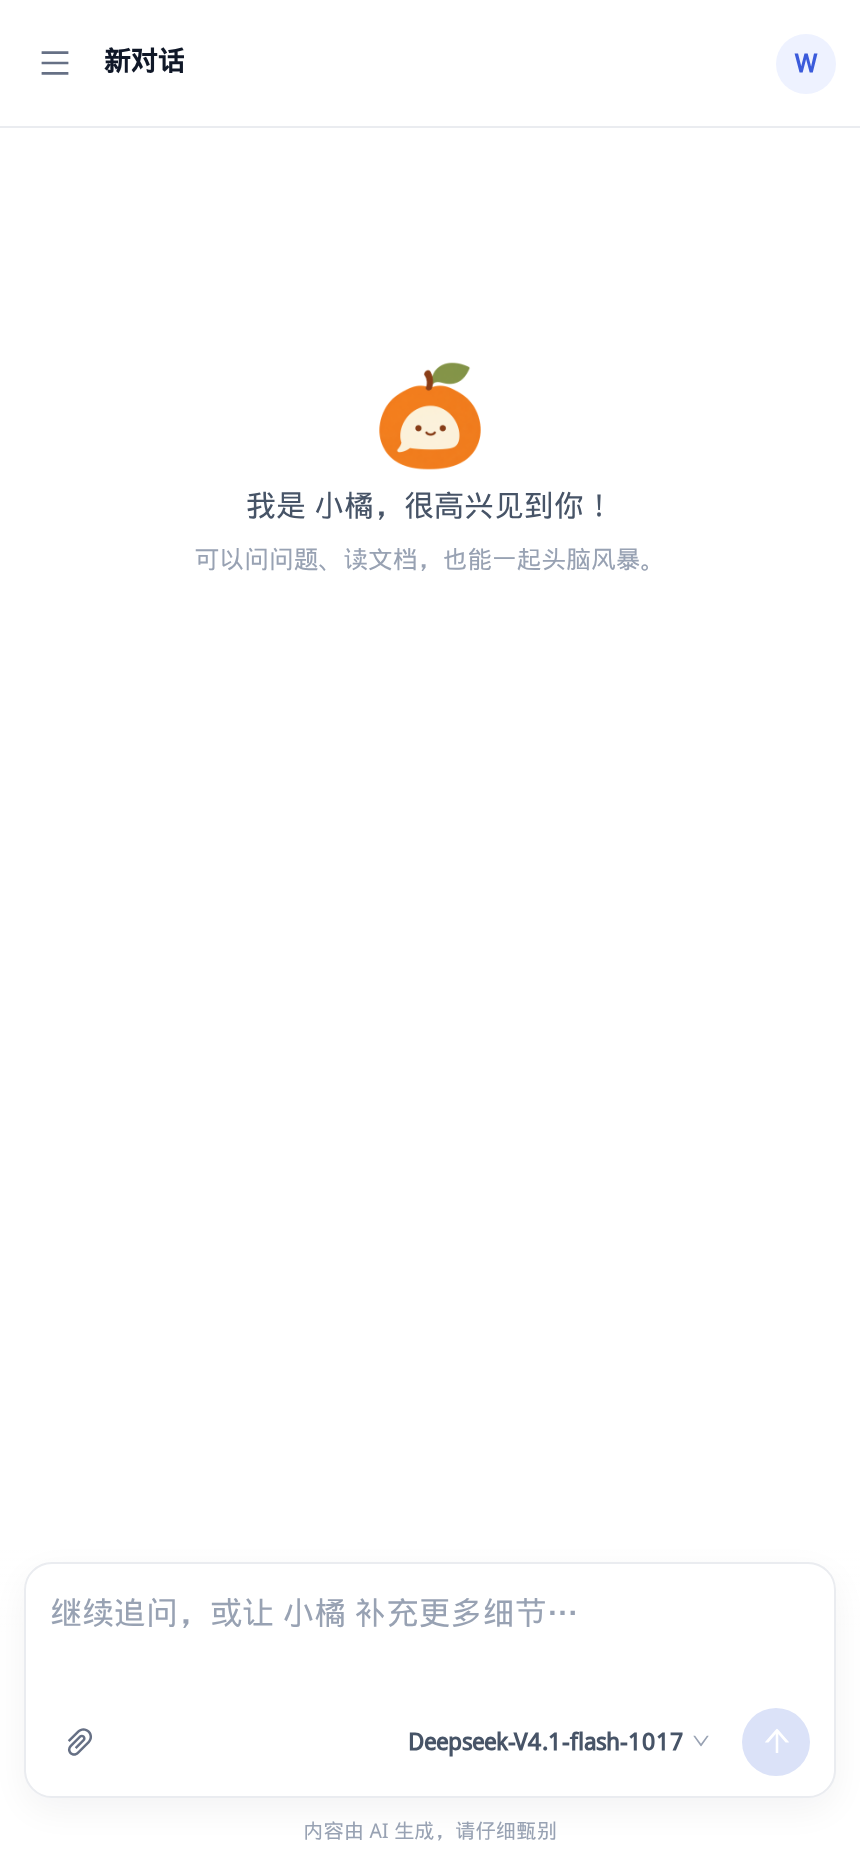 新对话
W
我是 小橘，很高兴见到你！
可以问问题、读文档，也能一起头脑风暴。
继续追问，或让 小橘 补充更多细节…
Deepseek-V4.1-flash-1017
内容由 AI 生成，请仔细甄别